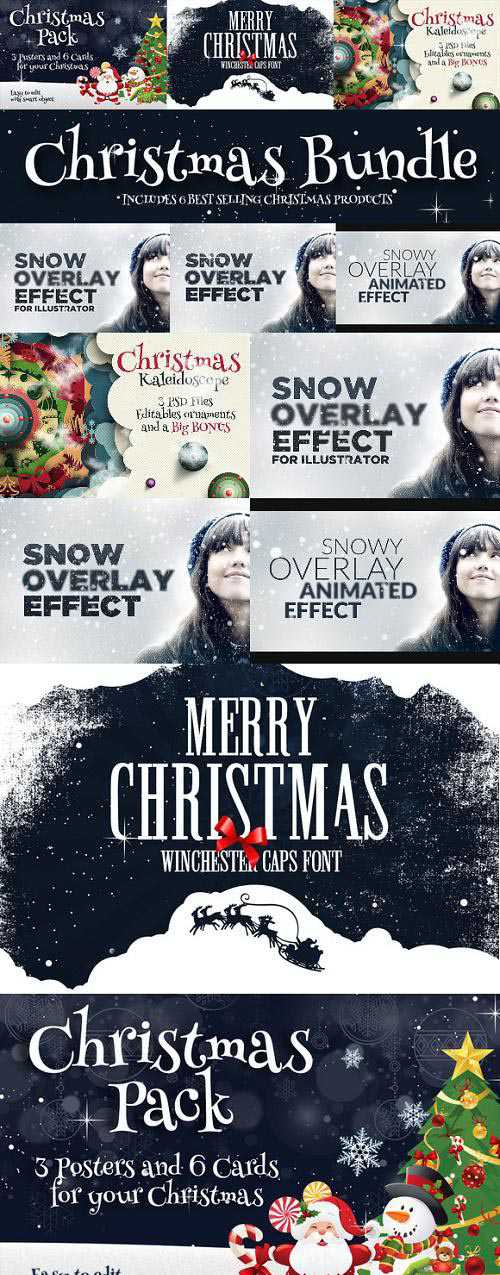 Christmas
Pack
3 Posters and 6 Cards
for your Christmas
Easy to edit
with smart object
MERRY
CHRISTMAS
WINCHESTER CAPS FONT
Christmas
Kaleidoscope
3 PSD Files
Editables ornaments
and a Big BONUS
Christmas Bundle
*INCLUDES 6 BEST SELLING CHRISTMAS PRODUCTS
SNOW
OVERLAY
EFFECT
FOR ILLUSTRATOR
SNOW
OVERLAY
EFFECT
SNOWY
OVERLAY
ANIMATED
EFFECT
Christmas
Kaleidoscope
3 PSD Files
Editables ornaments
and a Big BONUS
SNOW
OVERLAY
EFFECT
FOR ILLUSTRATOR
SNOW
OVERLAY
EFFECT
SNOWY
OVERLAY
ANIMATED
EFFECT
MERRY
CHRISTMAS
WINCHESTER CAPS FONT
Christmas
Pack
3 Posters and 6 Cards
for your Christmas
Easy to edit